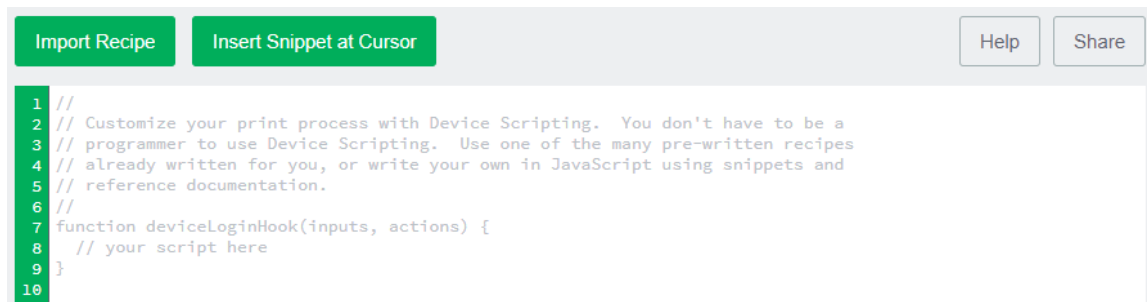 Import Recipe Insert Snippet at Cursor Help Share
1 //
2 // Customize your print process with Device Scripting.  You don't have to be a
3 // programmer to use Device Scripting.  Use one of the many pre-written recipes
4 // already written for you, or write your own in JavaScript using snippets and
5 // reference documentation.
6 //
7 function deviceLoginHook(inputs, actions) {
8   // your script here
9 }
10